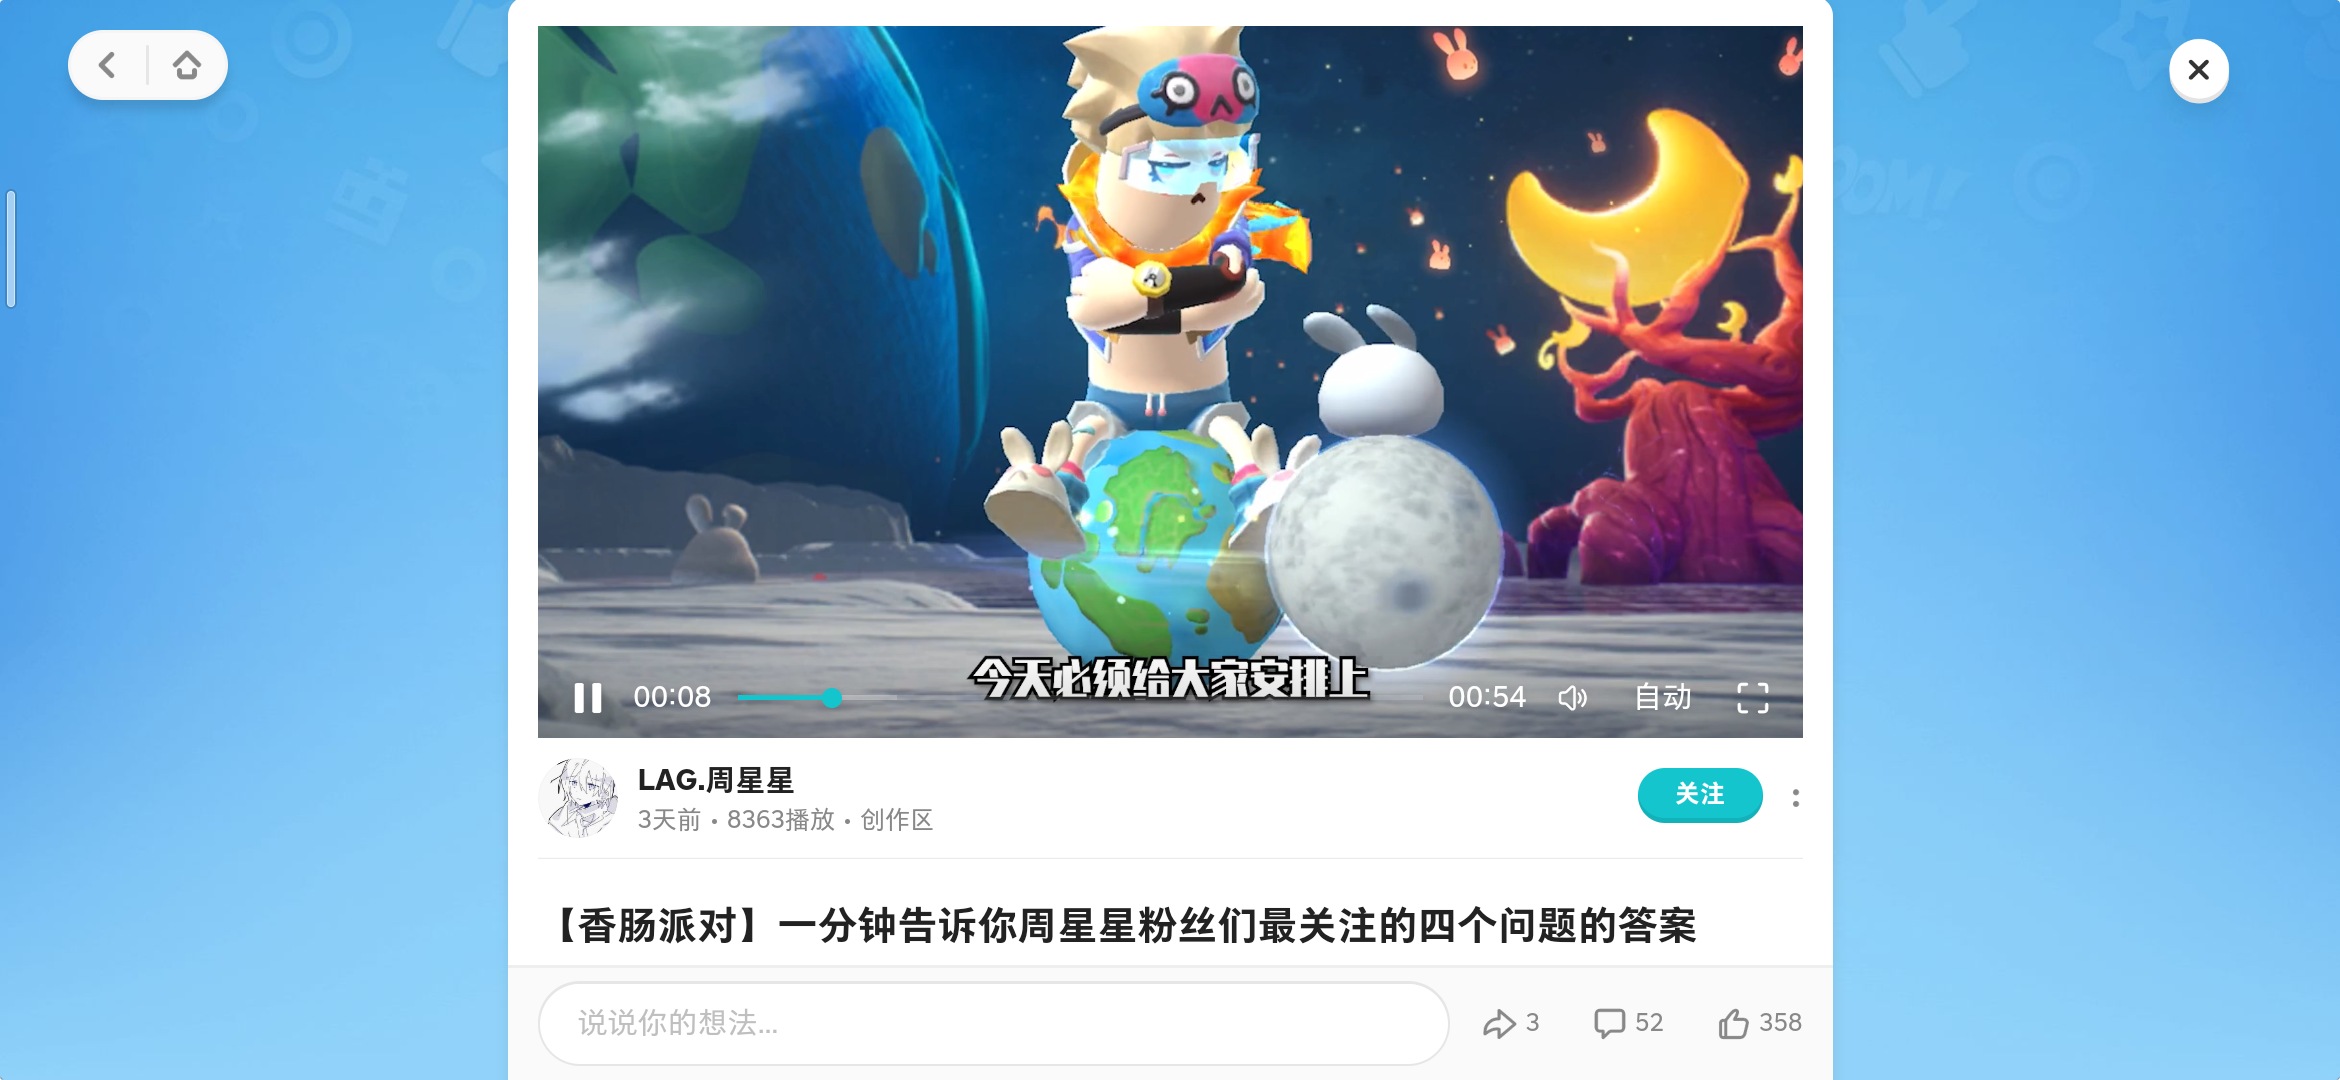 今天必须给大家安排上
00:08
00:54
自动
LAG.周星星
3天前 • 8363播放 • 创作区
关注
【香肠派对】一分钟告诉你周星星粉丝们最关注的四个问题的答案
说说你的想法...
3
52
358